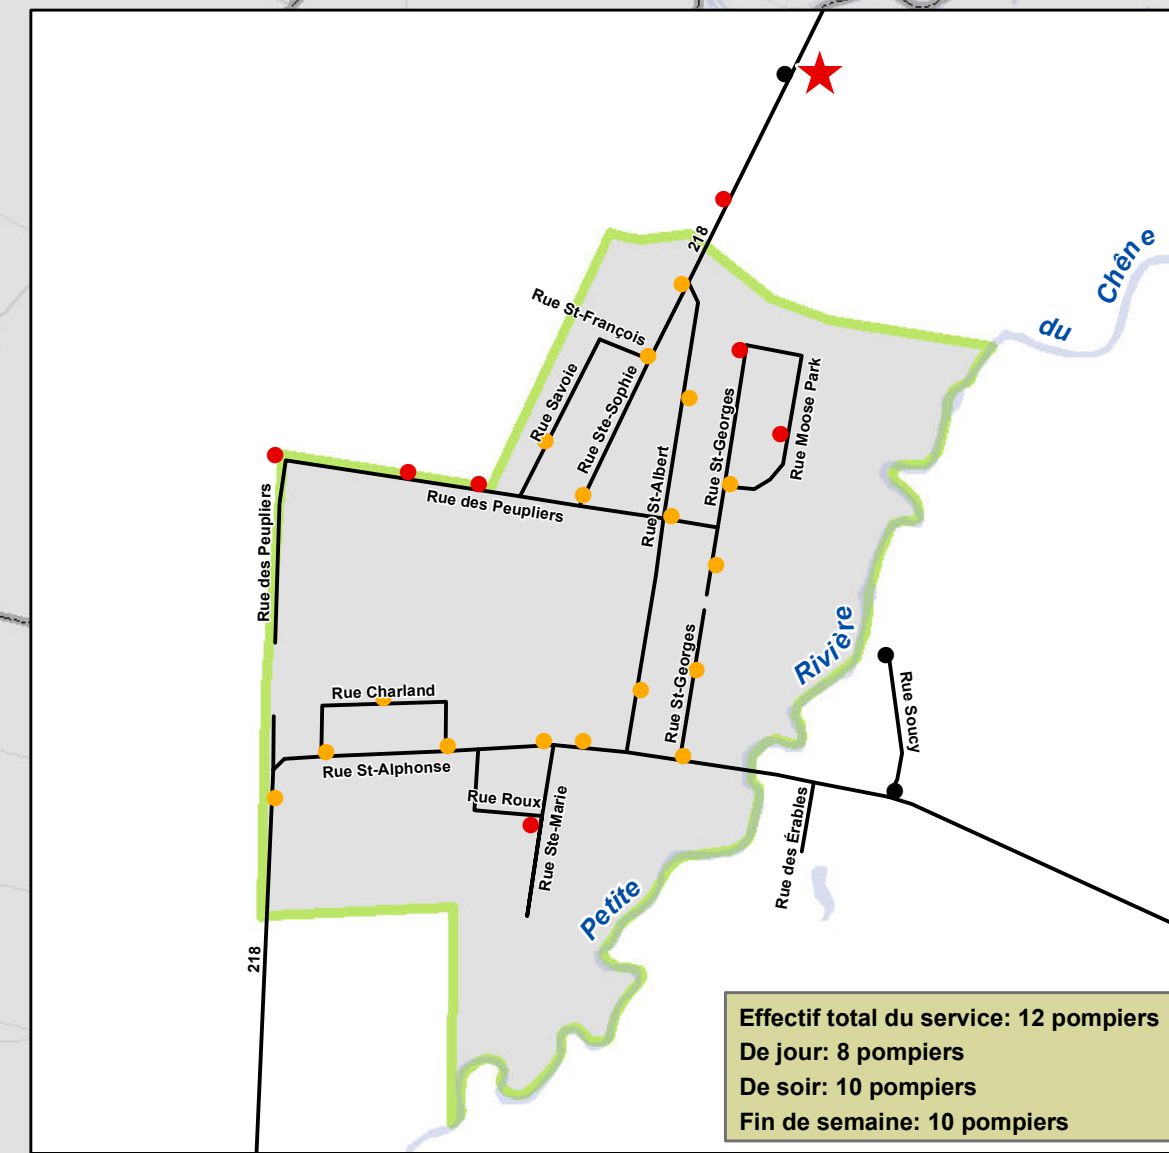 218
Chêne
du
Rue St-François
Rue Savoie
Rue Ste-Sophie
Rue St-Albert
Rue St-Georges
Rue Moose Park
Rue des Peupliers
Rue des Peupliers
Rivière
Rue St-Georges
Rue Soucy
Rue Charland
Rue St-Alphonse
Rue Roux
Rue Ste-Marie
Rue des Érables
Petite
218
Effectif total du service: 12 pompiers
De jour: 8 pompiers
De soir: 10 pompiers
Fin de semaine: 10 pompiers